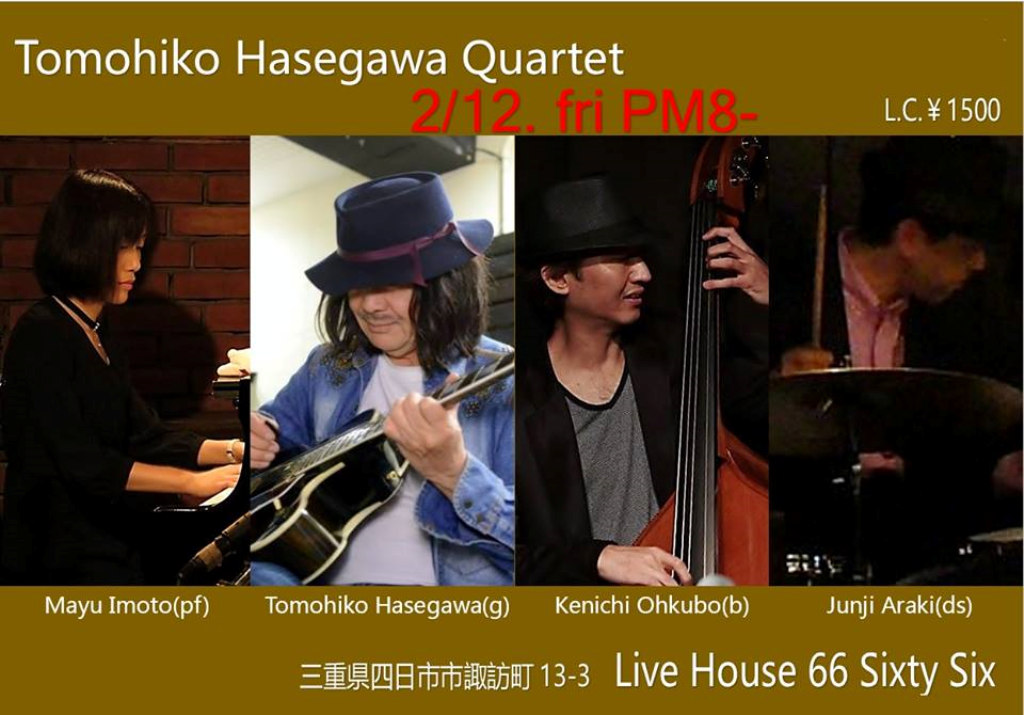 Tomohiko Hasegawa Quartet
2/12. fri PM8-
L.C.¥1500
Mayu Imoto(pf)
Tomohiko Hasegawa(g)
Kenichi Ohkubo(b)
Junji Araki(ds)
三重県四日市市諏訪町 13-3 Live House 66 Sixty Six